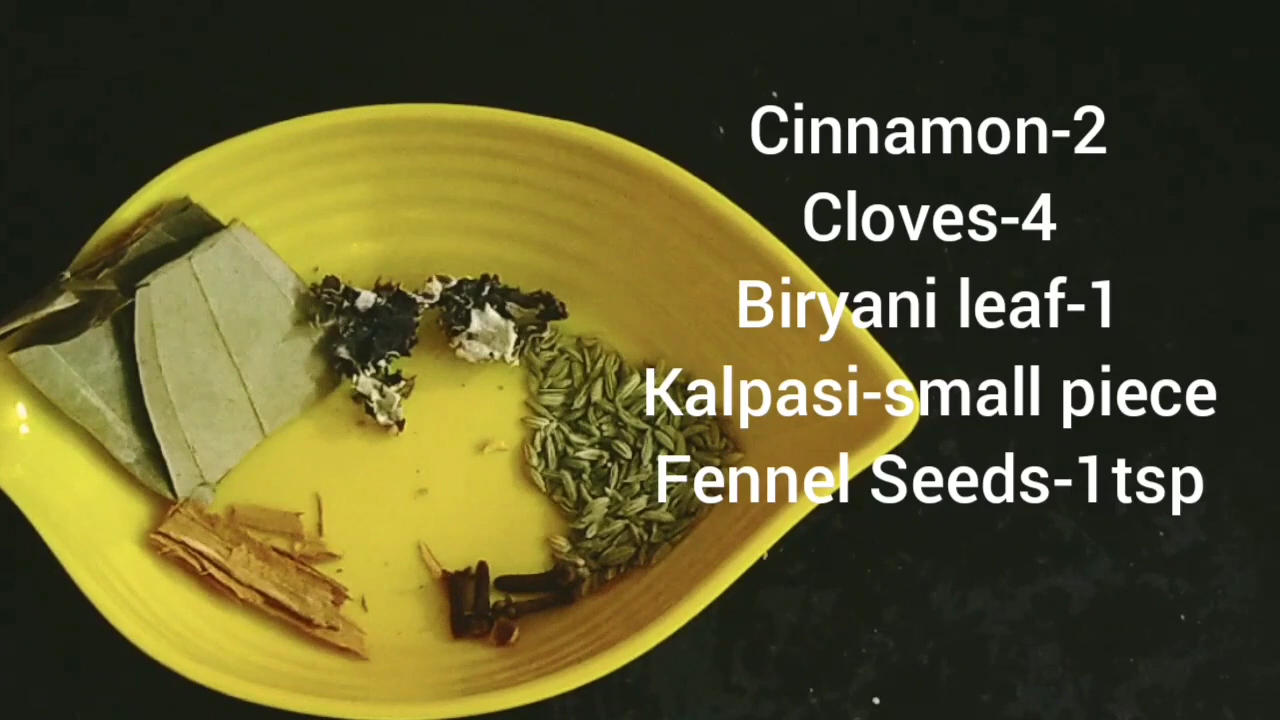 Cinnamon-2
Cloves-4
Biryani leaf-1
Kalpasi-small piece
Fennel Seeds-1tsp